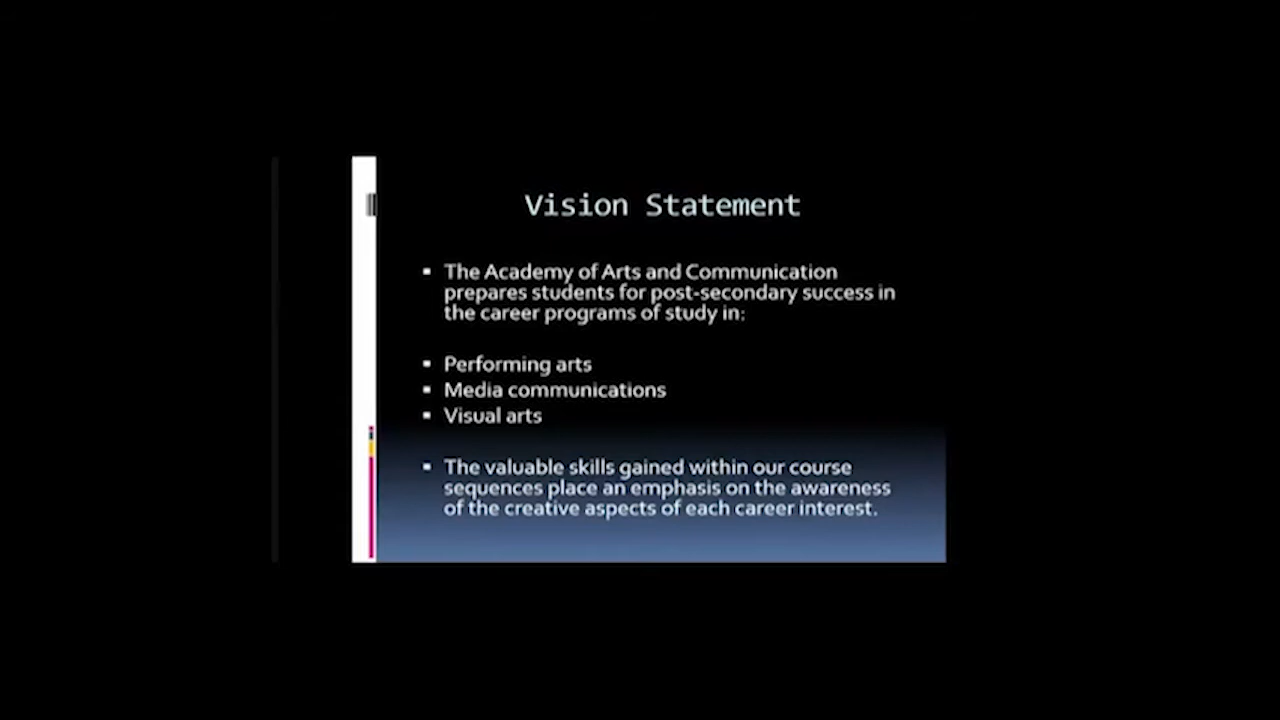 Vision Statement
▪ The Academy of Arts and Communication
prepares students for post-secondary success in
the career programs of study in:
▪ Performing arts
▪ Media communications
▪ Visual arts
▪ The valuable skills gained within our course
sequences place an emphasis on the awareness
of the creative aspects of each career interest.